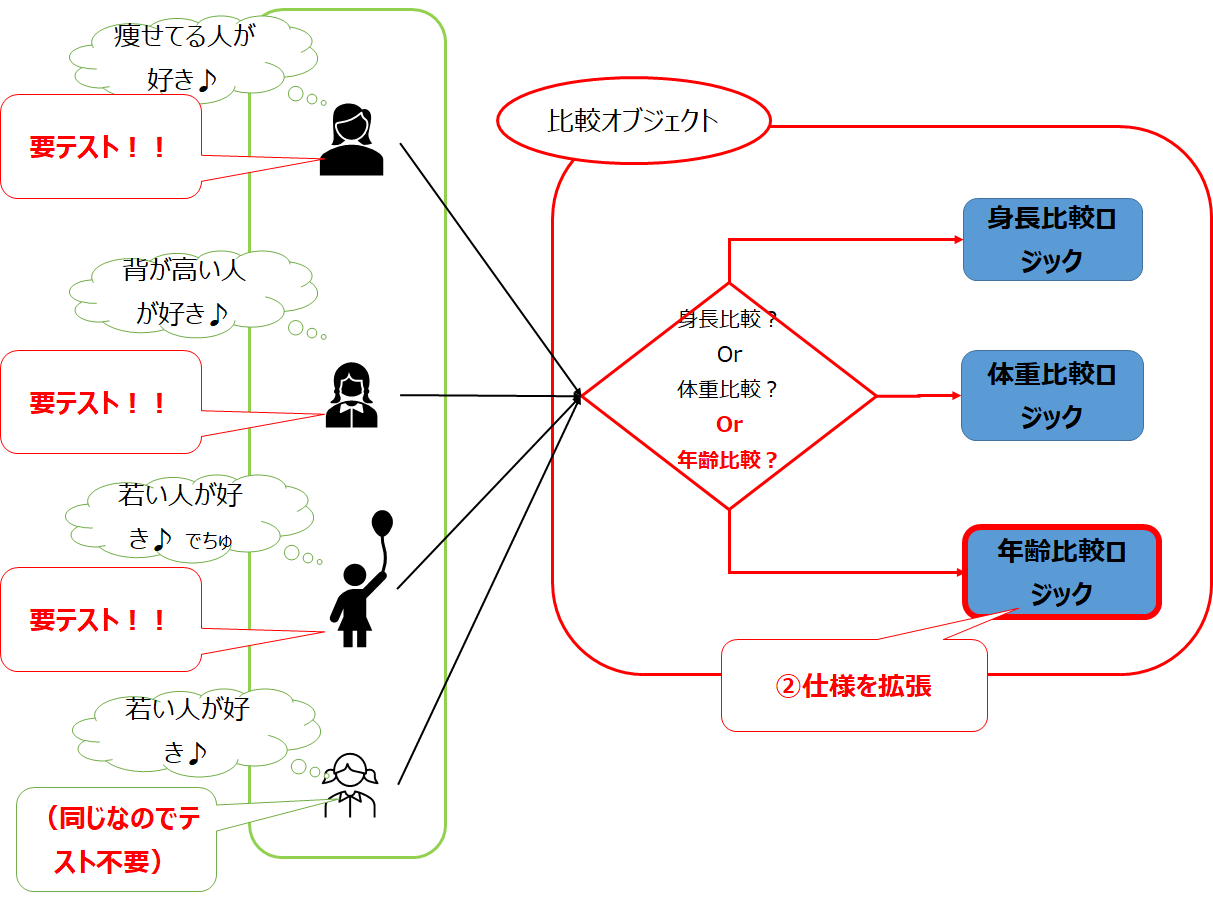 痩せてる人が
好き♪
要テスト！！
背が高い人
が好き♪
要テスト！！
若い人が好
き♪ でちゅ
要テスト！！
若い人が好
き♪
（同じなのでテ
スト不要）
比較オブジェクト
身長比較？
Or
体重比較？
Or
年齢比較？
身長比較ロ
ジック
体重比較ロ
ジック
年齢比較ロ
ジック
②仕様を拡張